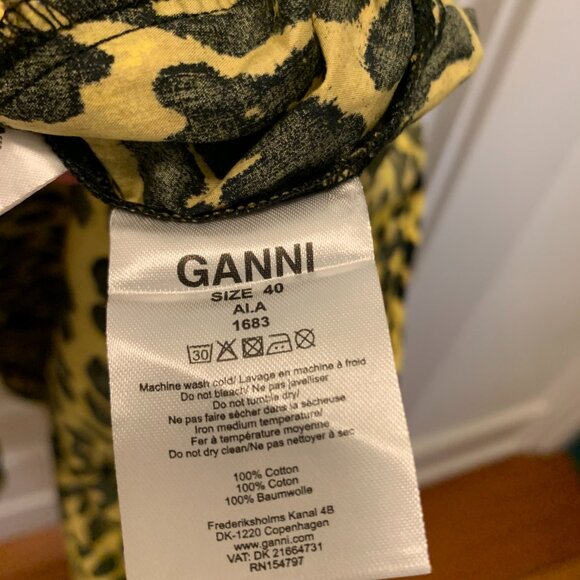 GANNI
SIZE 40
AI.A
1683
30
Machine wash cold/ Lavage en machine à froid
Do not bleach/ Ne pas javelliser
Do not tumble dry/
Ne pas faire sécher dans la sécheuse
Iron medium temperature/
Fer à température moyenne
Do not dry clean/Ne pas nettoyer à sec
100% Cotton
100% Coton
100% Baumwolle
Frederiksholms Kanal 4B
DK-1220 Copenhagen
www.ganni.com
VAT: DK 21664731
RN154797